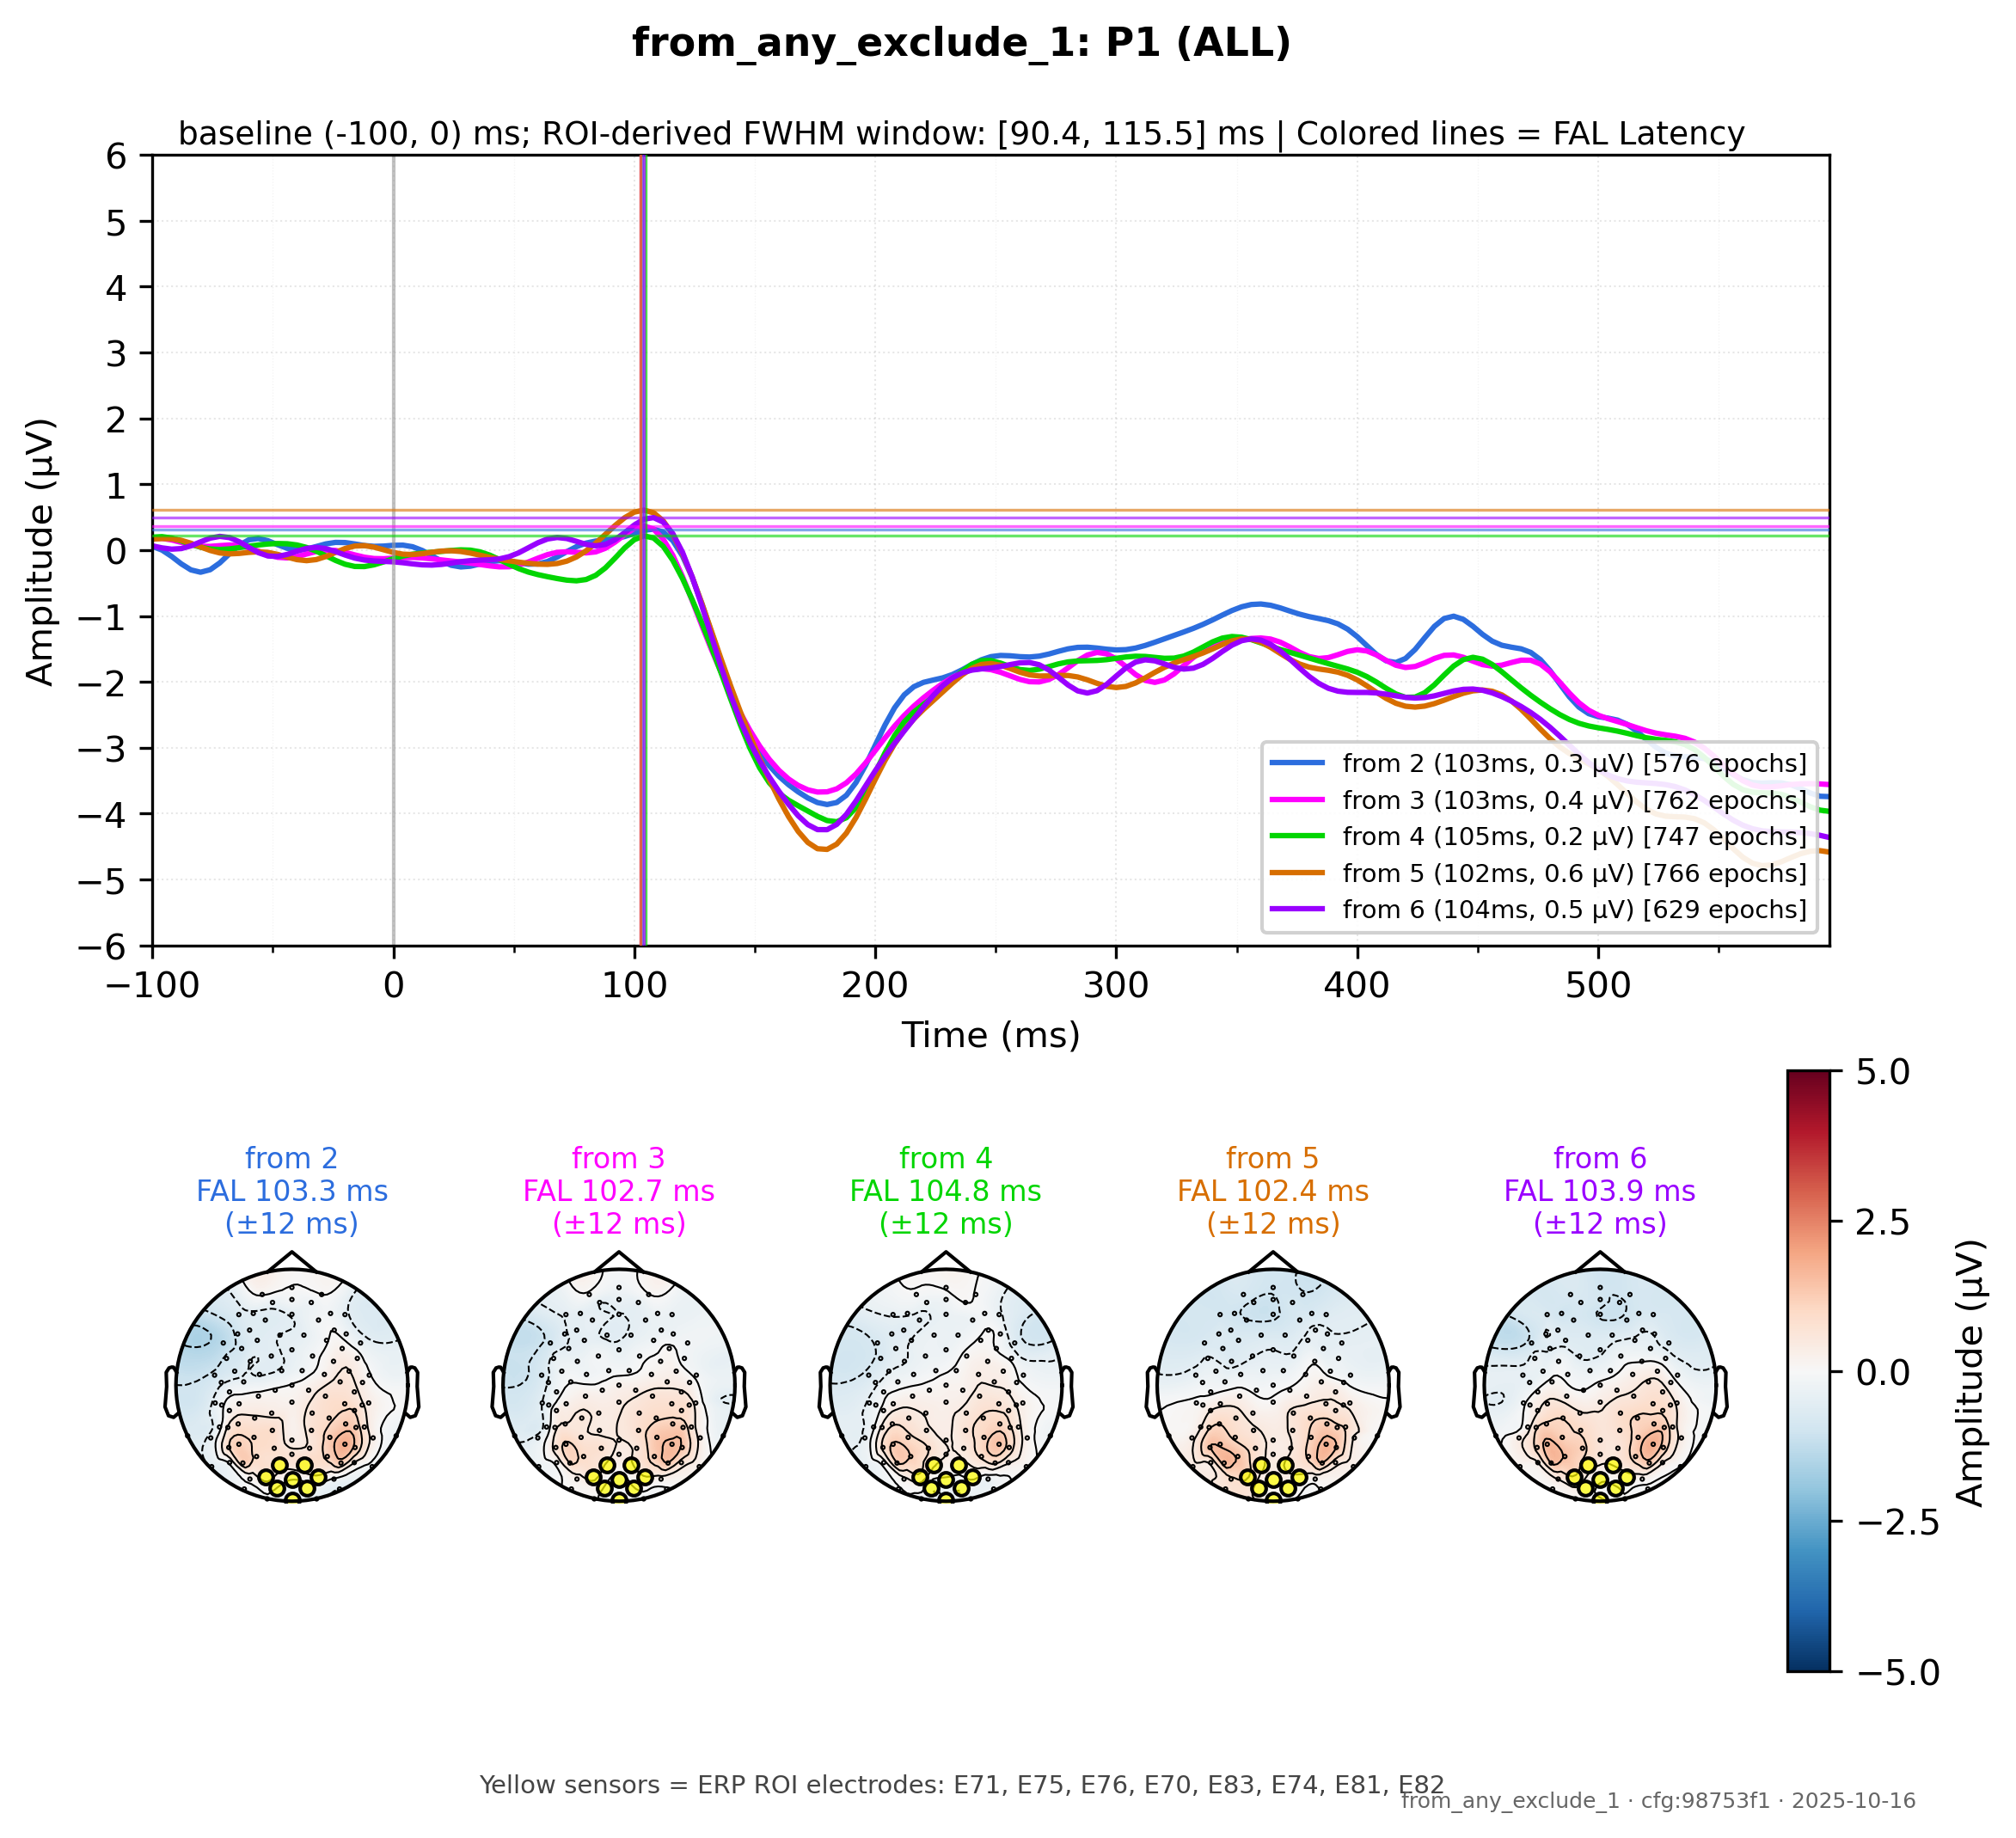 from_any_exclude_1: P1 (ALL)
baseline (-100, 0) ms; ROI-derived FWHM window: [90.4, 115.5] ms | Colored lines = FAL Latency
6
5
4
3
2
1
0
−1
−2
−3
−4
−5
−6
Amplitude (µV)
from 2 (103ms, 0.3 µV) [576 epochs]
from 3 (103ms, 0.4 µV) [762 epochs]
from 4 (105ms, 0.2 µV) [747 epochs]
from 5 (102ms, 0.6 µV) [766 epochs]
from 6 (104ms, 0.5 µV) [629 epochs]
−100 0 100 200 300 400 500
Time (ms)
from 2
FAL 103.3 ms
(±12 ms)
from 3
FAL 102.7 ms
(±12 ms)
from 4
FAL 104.8 ms
(±12 ms)
from 5
FAL 102.4 ms
(±12 ms)
from 6
FAL 103.9 ms
(±12 ms)
5.0
2.5
0.0
−2.5
−5.0
Amplitude (µV)
Yellow sensors = ERP ROI electrodes: E71, E75, E76, E70, E83, E74, E81, E82
from_any_exclude_1 · cfg:98753f1 · 2025-10-16